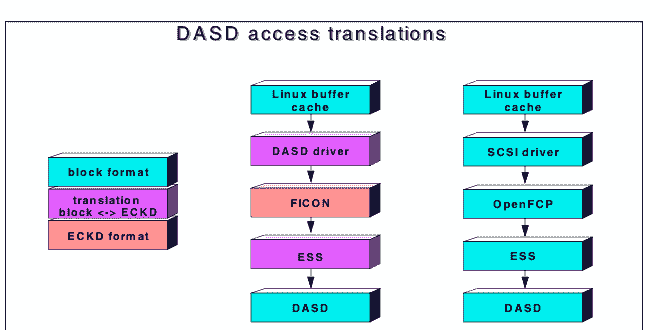 DASD access translations
block format
translation
block <-> ECKD
ECKD format
Linux buffer
cache
DASD driver
FICON
ESS
DASD
Linux buffer
cache
SCSI driver
OpenFCP
ESS
DASD